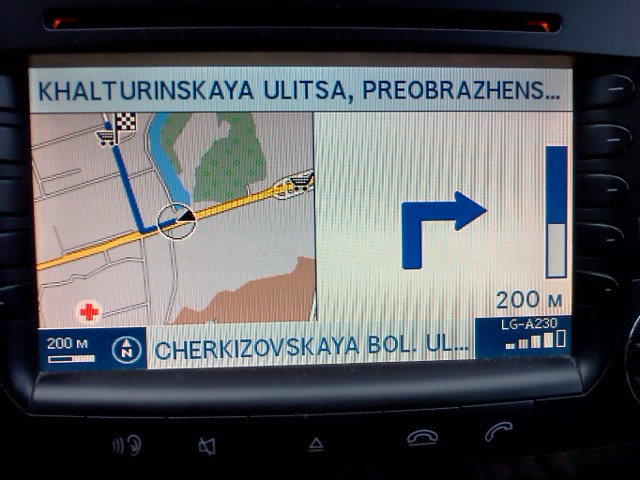 KHALTURINSKAYA ULITSA, PREOBRAZHENS...
200 м
LG-A230
200 м
N
CHERKIZOVSKAYA BOL. UL...